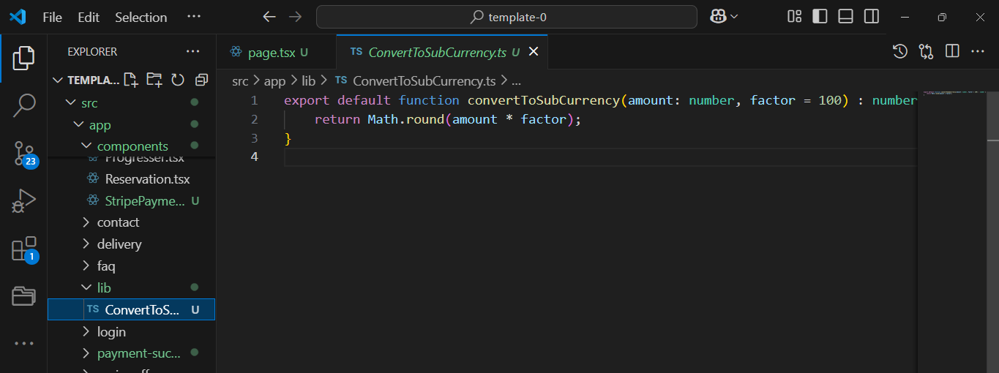 File Edit Selection ···
template-0
EXPLORER ···
TEMPLA...
src
app
components
Progresser.tsx
Reservation.tsx
StripePayme... U
contact
delivery
faq
lib
TS ConvertToS... U
login
payment-suc...
23
1
page.tsx U
TS ConvertToSubCurrency.ts U
src > app > lib > TS ConvertToSubCurrency.ts > ...
1 export default function convertToSubCurrency(amount: number, factor = 100) : number
2 return Math.round(amount * factor);
3 }
4